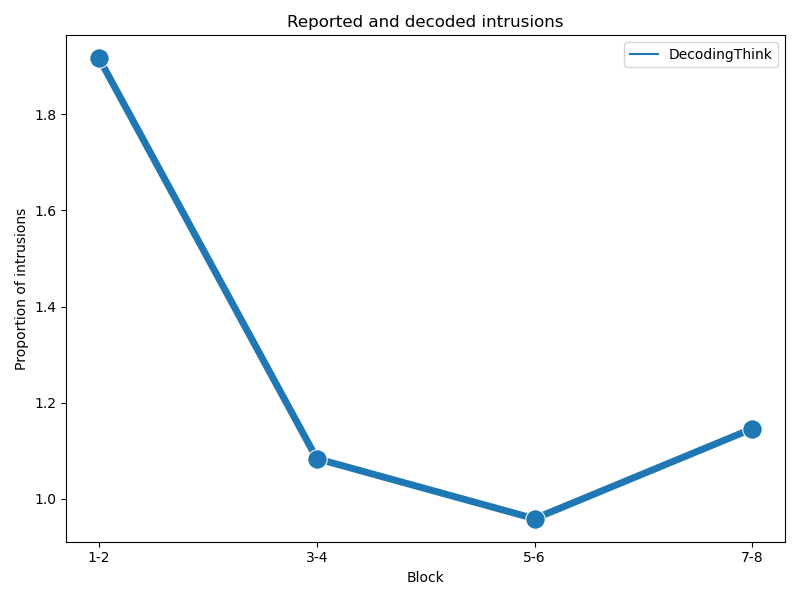 Reported and decoded intrusions
DecodingThink
Proportion of intrusions
1.8
1.6
1.4
1.2
1.0
1-2
3-4
5-6
7-8
Block